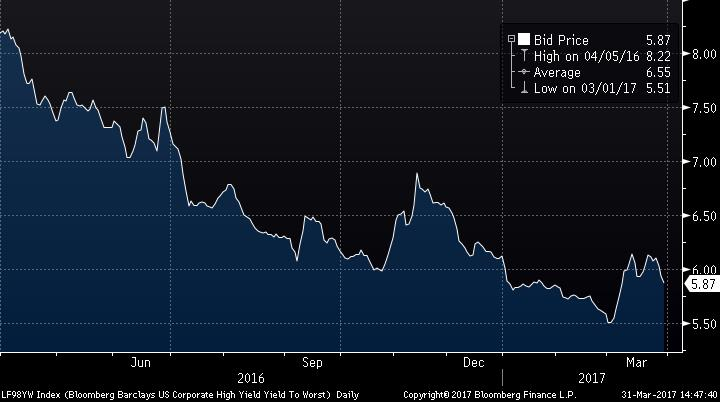 Bid Price 5.87
High on 04/05/16 8.22
Average 6.55
Low on 03/01/17 5.51
8.00
7.50
7.00
6.50
6.00
5.87
5.50
Jun Sep Dec Mar
2016 2017
LF98YW Index (Bloomberg Barclays US Corporate High Yield Yield To Worst) Daily Copyright© 2017 Bloomberg Finance L.P. 31-Mar-2017 14:47:40